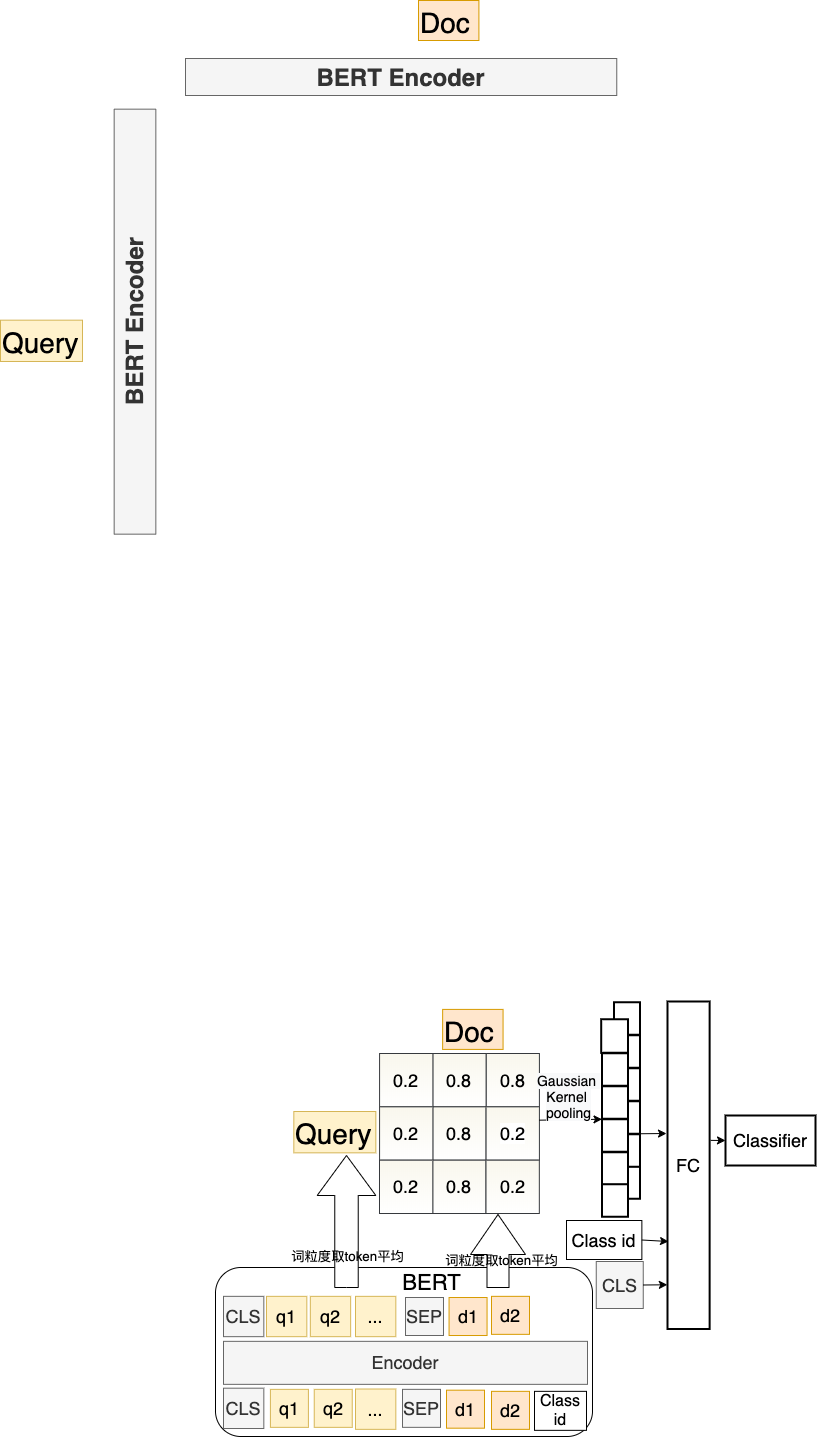 Doc
BERT Encoder
BERT Encoder
Query
Doc
0.2 0.8 0.8
Gaussian
Kernel
pooling
Query
0.2 0.8 0.2
Classifier
FC
0.2 0.8 0.2
Class id
词粒度取token平均
词粒度取token平均
BERT
CLS
CLS q1 q2 ... SEP d1 d2
Encoder
CLS q1 q2 ... SEP d1 d2
Class
id